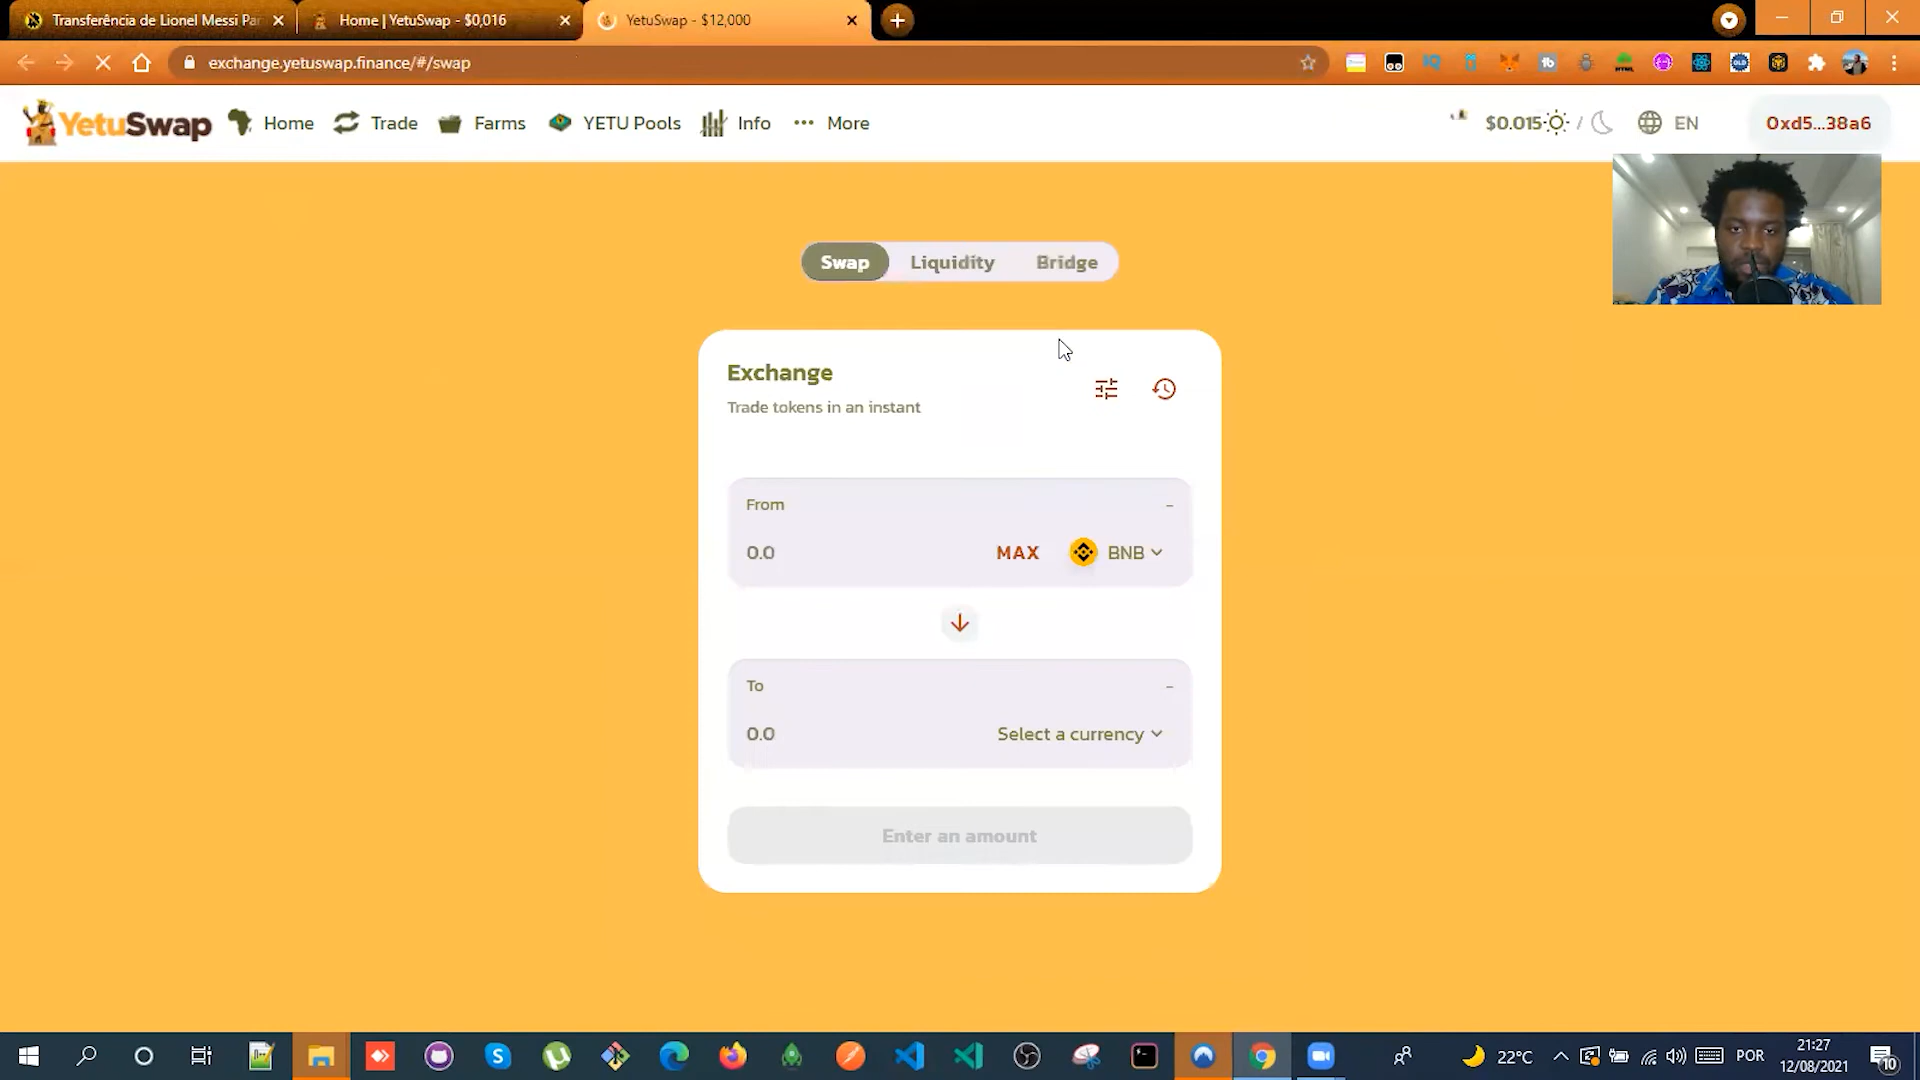 Transferência de Lionel Messi Par
Home | YetuSwap - $0,016
YetuSwap - $12,000
exchange.yetuswap.finance/#/swap
YetuSwap
Home
Trade
Farms
YETU Pools
Info
More
$0.015
/
EN
0xd5...38a6
Swap
Liquidity
Bridge
Exchange
Trade tokens in an instant
From
-
0.0
MAX
BNB
To
-
0.0
Select a currency
Enter an amount
22°C
POR
21:27
12/08/2021
10